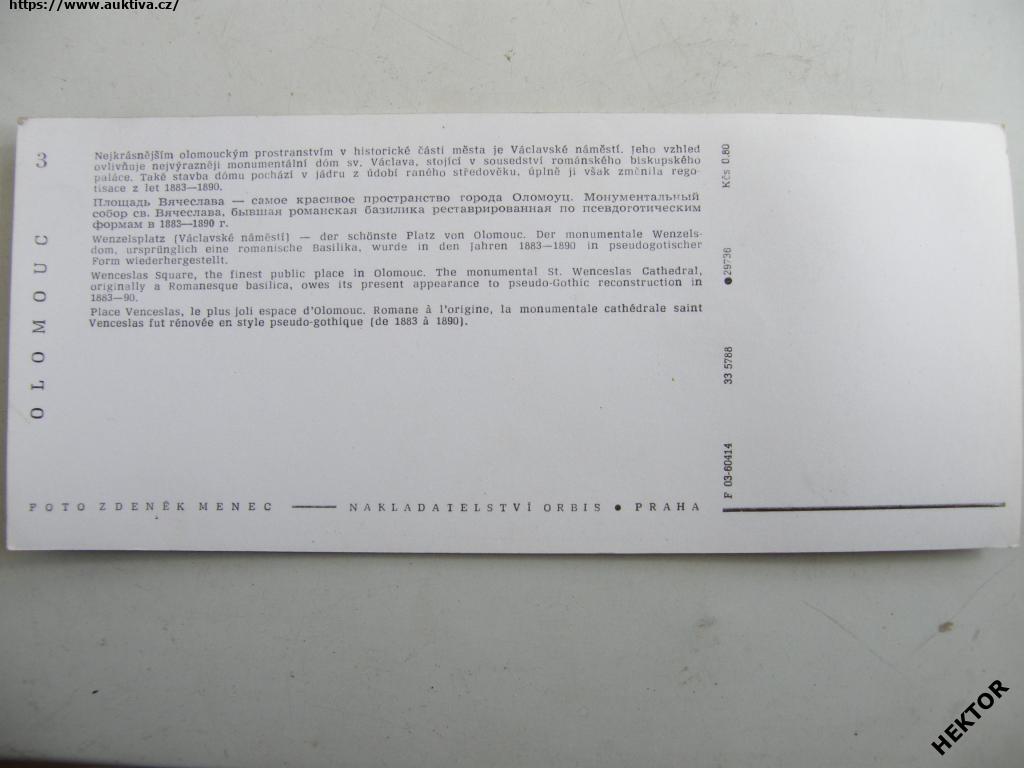 https://www.auktiva.cz/
3
OLOMOUC
Nejkrásnějším olomouckým prostranstvím v historické části města je Václavské náměstí. Jeho vzhled
ovlivňuje nejvýrazněji monumentální dóm sv. Václava, stojící v sousedství románského biskupského
paláce. Také stavba dómu pochází v jádru z údobí raného středověku, úplně ji však změnila rego-
tisace z let 1883—1890.
Площадь Вячеслава — самое красивое пространство города Оломоуц. Монументальный
собор св. Вячеслава, бывшая романская базилика реставрированная по псевдоготическим
формам в 1883—1890 г.
Wenzelsplatz (Václavské náměstí) — der schönste Platz von Olomouc. Der monumentale Wenzels-
dom, ursprünglich eine romanische Basilika, wurde in den Jahren 1883—1890 in pseudogotischer
Form wiederhergestellt.
Wenceslas Square, the finest public place in Olomouc. The monumental St. Wenceslas Cathedral,
originally a Romanesque basilica, owes its present appearance to pseudo-Gothic reconstruction in
1883—90.
Place Venceslas, le plus joli espace d'Olomouc. Romane à l'origine, la monumentale cathédrale saint
Venceslas fut rénovée en style pseudo-gothique (de 1883 à 1890).
FOTO ZDENĚK MENEC —— NAKLADATELSTVÍ ORBIS • PRAHA
F 03-60414 33 5788 •29736 Kčs 0,80
HEKTOR